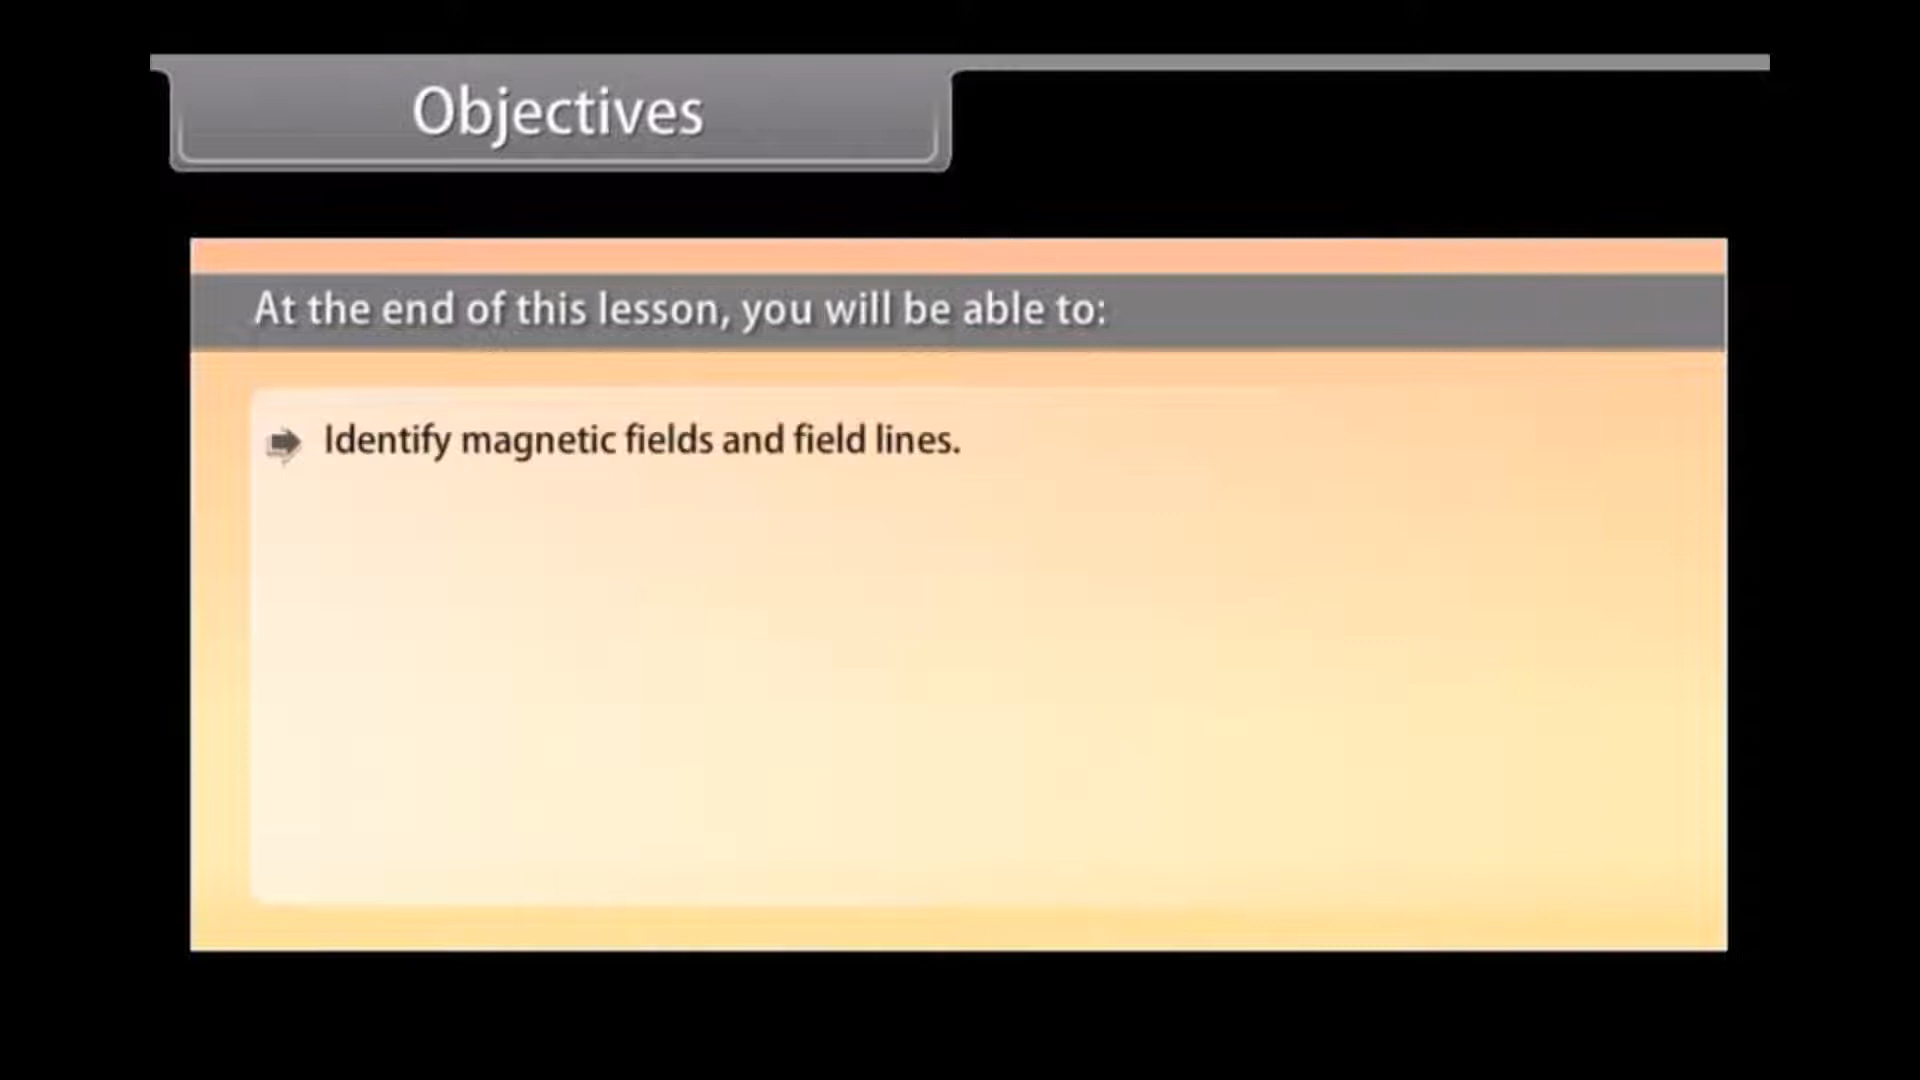 Objectives
At the end of this lesson, you will be able to:
Identify magnetic fields and field lines.